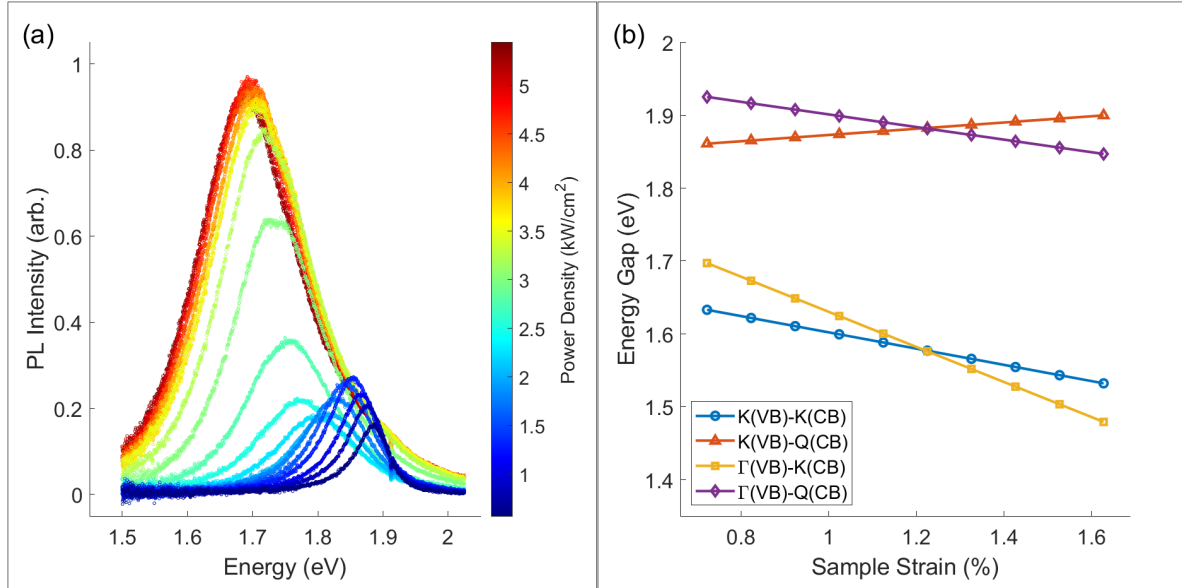 (a)
PL Intensity (arb.)
1
0.8
0.6
0.4
0.2
0
1.5 1.6 1.7 1.8 1.9 2
Energy (eV)
5
4.5
4
3.5
3
2.5
2
1.5
1
Power Density (kW/cm²)
(b)
Energy Gap (eV)
2
1.9
1.8
1.7
1.6
1.5
1.4
K(VB)-K(CB)
K(VB)-Q(CB)
Γ(VB)-K(CB)
Γ(VB)-Q(CB)
0.8 1 1.2 1.4 1.6
Sample Strain (%)